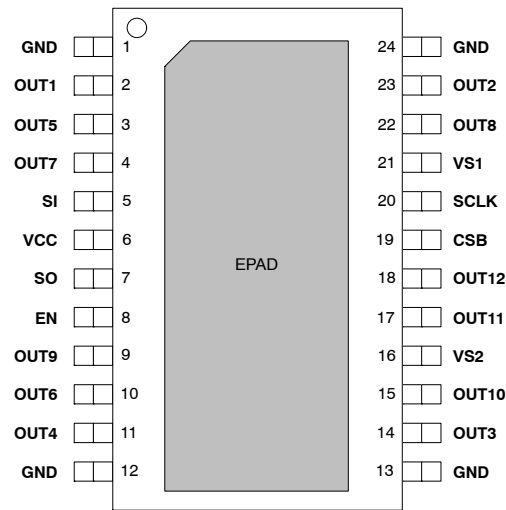 GND 1 24 GND
OUT1 2 23 OUT2
OUT5 3 22 OUT8
OUT7 4 21 VS1
SI 5 20 SCLK
VCC 6 19 CSB
EPAD
SO 7 18 OUT12
EN 8 17 OUT11
OUT9 9 16 VS2
OUT6 10 15 OUT10
OUT4 11 14 OUT3
GND 12 13 GND